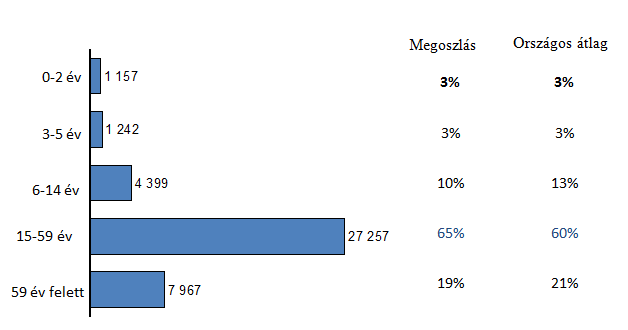 Megoszlás Országos átlag
0-2 év 1 157 3% 3%
3-5 év 1 242 3% 3%
6-14 év 4 399 10% 13%
15-59 év 27 257 65% 60%
59 év felett 7 967 19% 21%